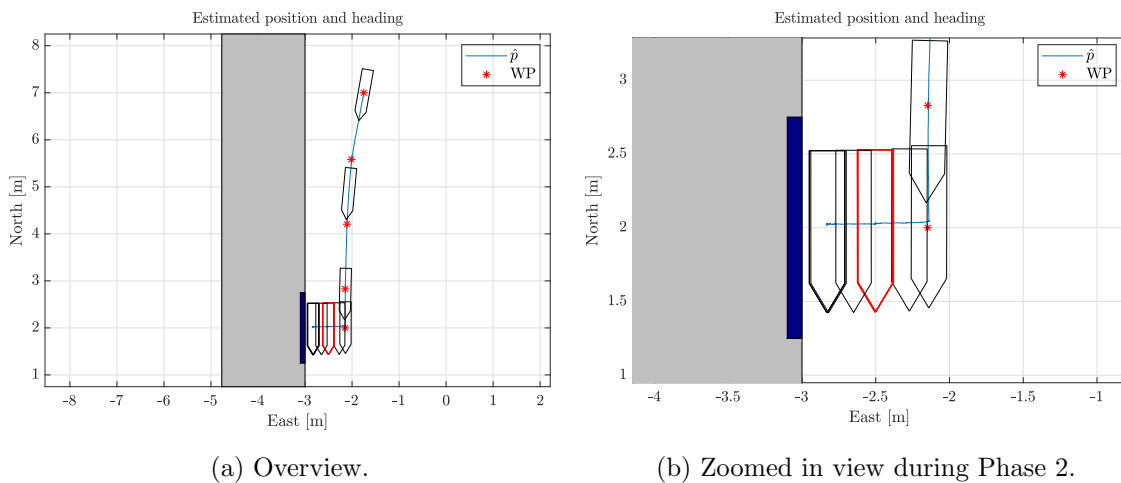 Estimated position and heading
p̂
WP
North [m]
8
7
6
5
4
3
2
1
-8
-7
-6
-5
-4
-3
-2
-1
0
1
2
East [m]
(a) Overview.
Estimated position and heading
p̂
WP
North [m]
3
2.5
2
1.5
1
-4
-3.5
-3
-2.5
-2
-1.5
-1
East [m]
(b) Zoomed in view during Phase 2.